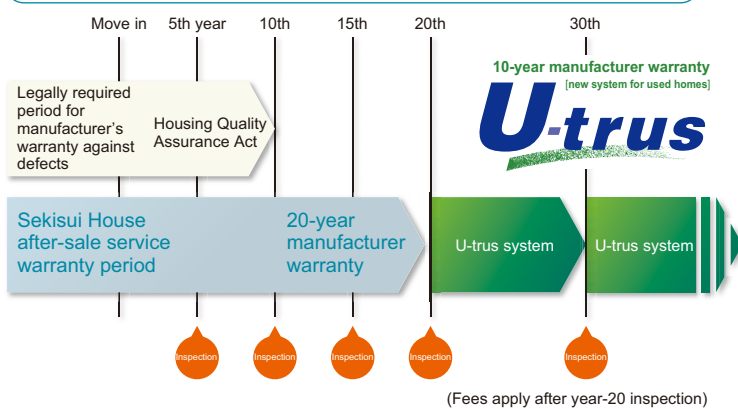 Move in 5th year 10th 15th 20th 30th
10-year manufacturer warranty
[new system for used homes]
U-trus
Legally required
period for
manufacturer's
warranty against
defects
Housing Quality
Assurance Act
Sekisui House
after-sale service
warranty period
20-year
manufacturer
warranty
U-trus system
U-trus system
Inspection
Inspection
Inspection
Inspection
Inspection
(Fees apply after year-20 inspection)